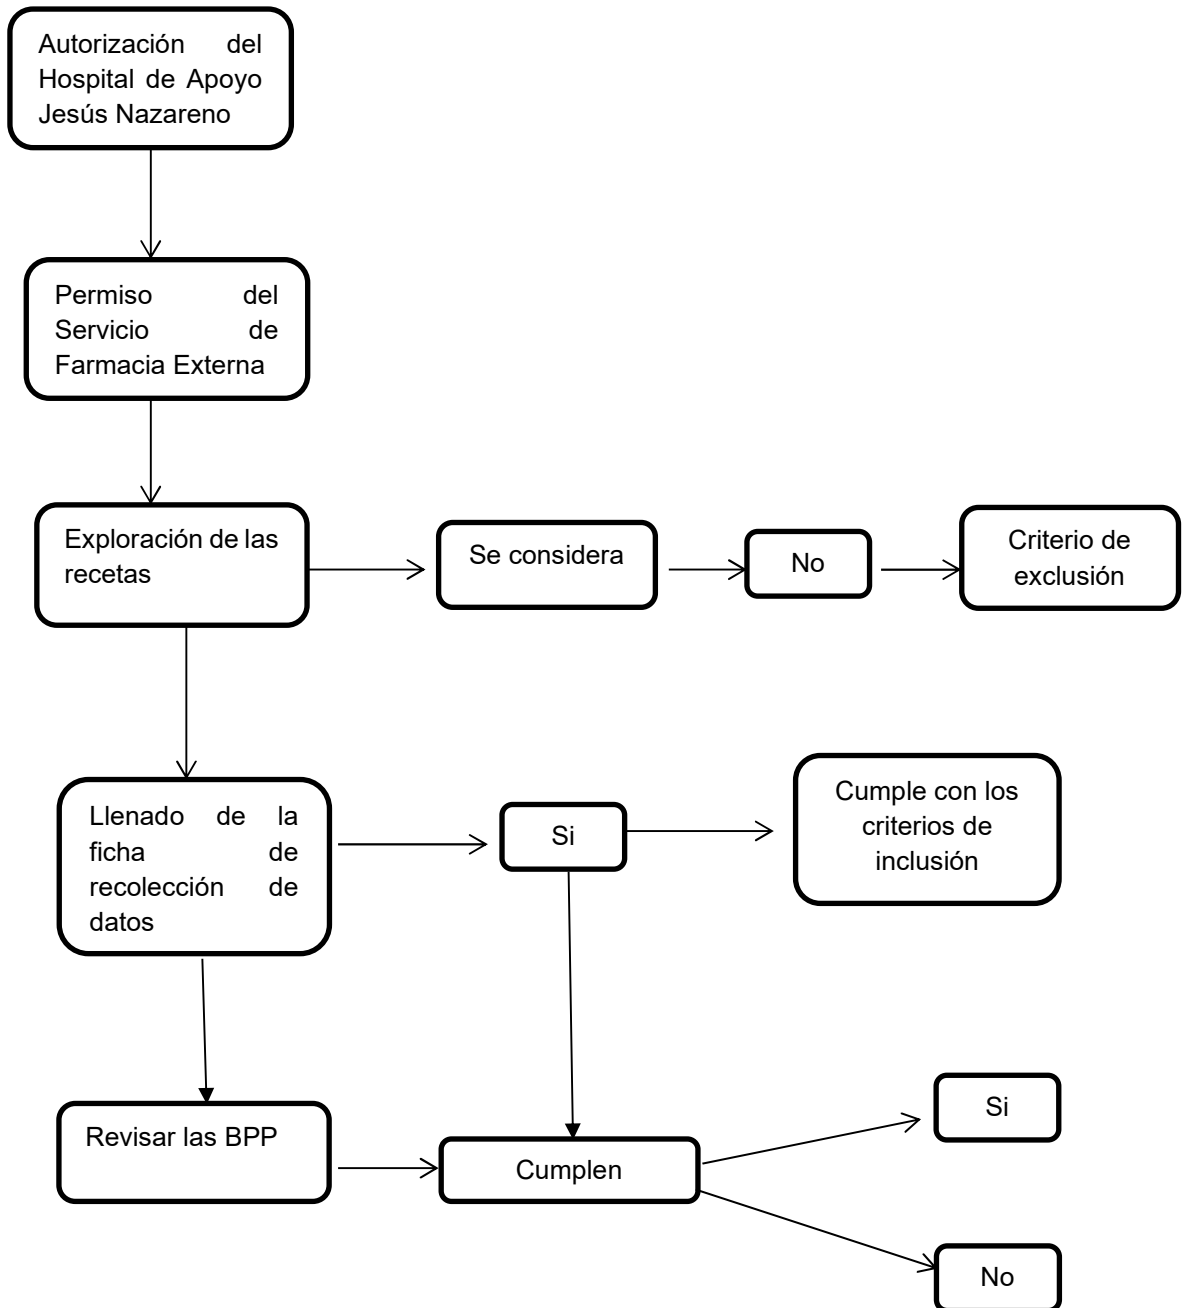 Autorización del
Hospital de Apoyo
Jesús Nazareno
Permiso del
Servicio de
Farmacia Externa
Exploración de las
recetas
Se considera
No
Criterio de
exclusión
Llenado de la
ficha de
recolección de
datos
Si
Cumple con los
criterios de
inclusión
Revisar las BPP
Cumplen
Si
No